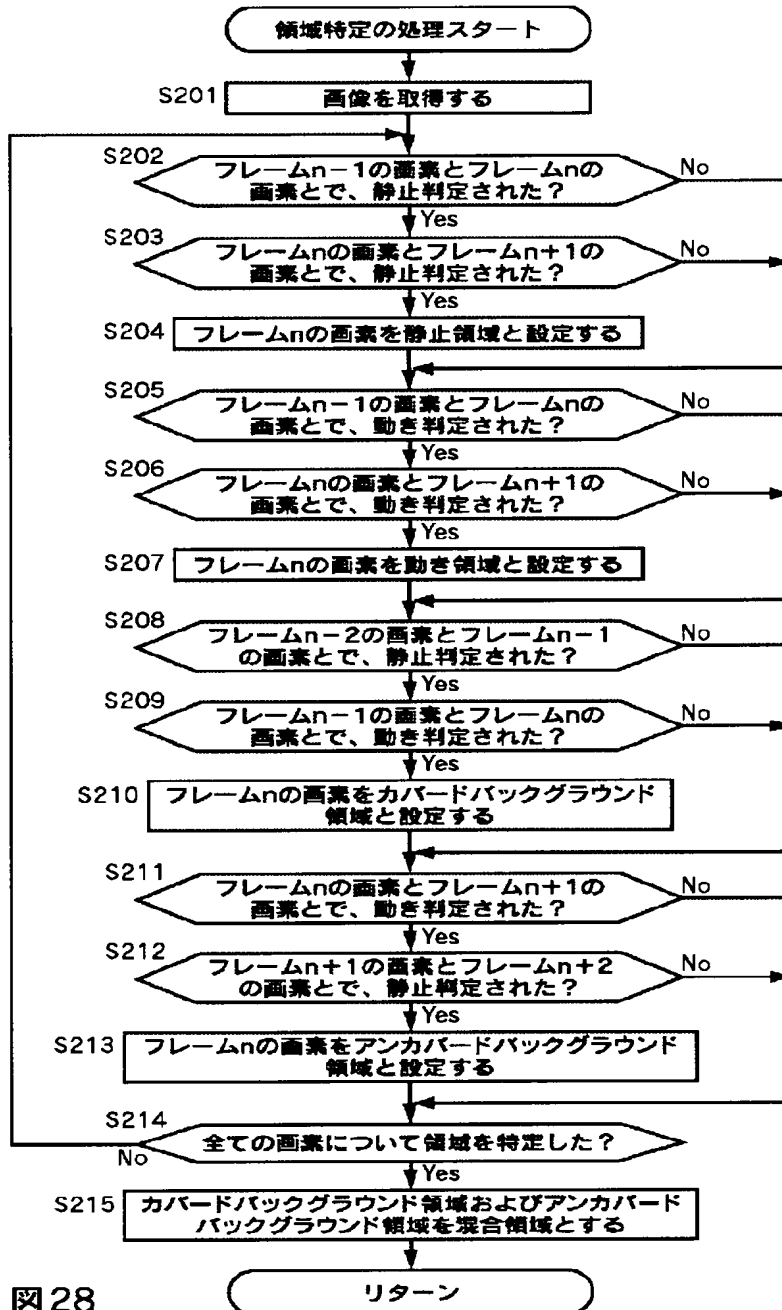 領域特定の処理スタート
S201
画像を取得する
S202
フレームn−1の画素とフレームnの
画素とで、静止判定された?
No
Yes
S203
フレームnの画素とフレームn+1の
画素とで、静止判定された?
No
Yes
S204
フレームnの画素を静止領域と設定する
S205
フレームn−1の画素とフレームnの
画素とで、動き判定された?
No
Yes
S206
フレームnの画素とフレームn+1の
画素とで、動き判定された?
No
Yes
S207
フレームnの画素を動き領域と設定する
S208
フレームn−2の画素とフレームn−1
の画素とで、静止判定された?
No
Yes
S209
フレームn−1の画素とフレームnの
画素とで、動き判定された?
No
Yes
S210
フレームnの画素をカバードバックグラウンド
領域と設定する
S211
フレームnの画素とフレームn+1の
画素とで、動き判定された?
No
Yes
S212
フレームn+1の画素とフレームn+2
の画素とで、静止判定された?
No
Yes
S213
フレームnの画素をアンカバードバックグラウンド
領域と設定する
S214
全ての画素について領域を特定した?
No
Yes
S215
カバードバックグラウンド領域およびアンカバード
バックグラウンド領域を混合領域とする
リターン
図28